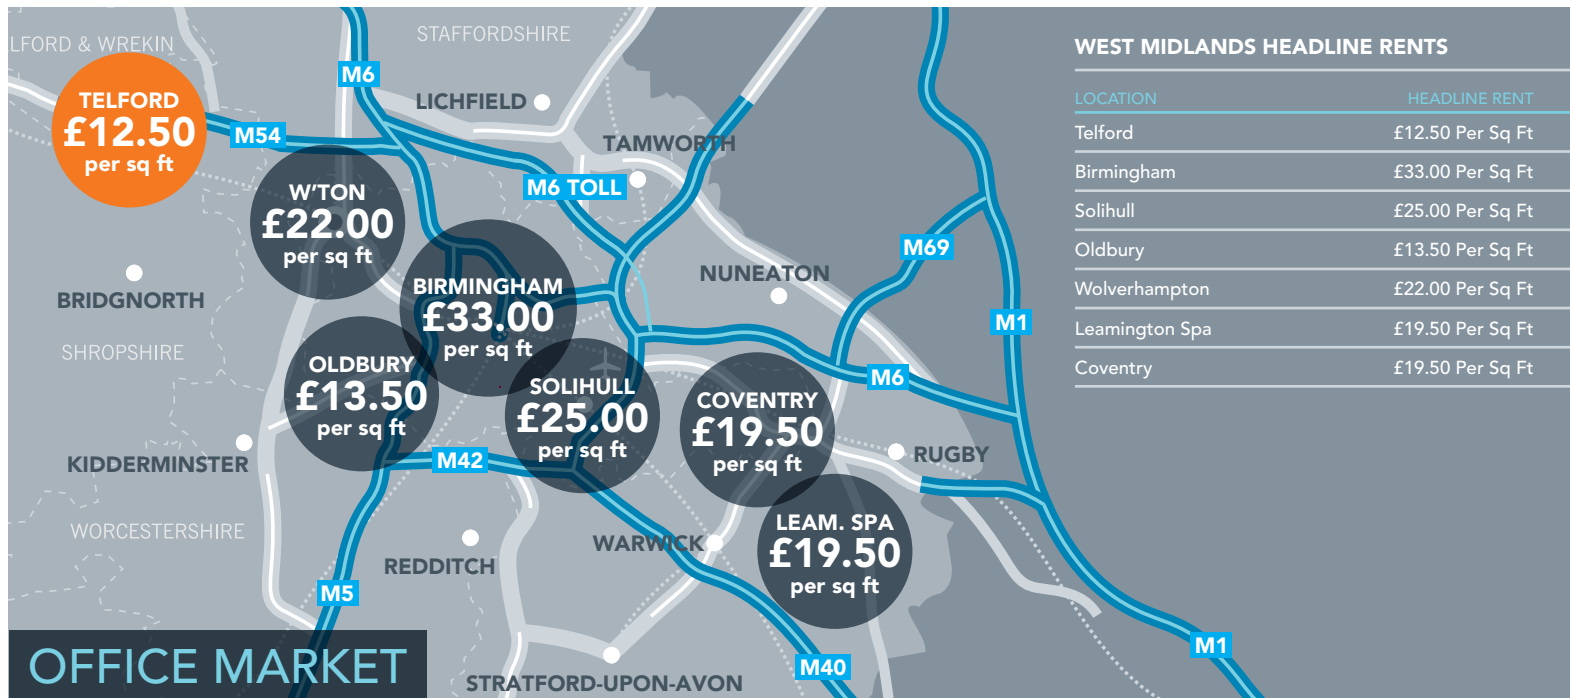 LFORD & WREKIN
STAFFORDSHIRE
M6
TELFORD
£12.50
per sq ft
M54
LICHFIELD
TAMWORTH
M6 TOLL
W'TON
£22.00
per sq ft
BRIDGNORTH
BIRMINGHAM
£33.00
per sq ft
NUNEATON
M69
M1
SHROPSHIRE
OLDBURY
£13.50
per sq ft
SOLIHULL
£25.00
per sq ft
COVENTRY
£19.50
per sq ft
M6
KIDDERMINSTER
M42
RUGBY
WORCESTERSHIRE
REDDITCH
WARWICK
LEAM. SPA
£19.50
per sq ft
M5
M1
M40
STRATFORD-UPON-AVON
OFFICE MARKET
WEST MIDLANDS HEADLINE RENTS
LOCATION HEADLINE RENT
Telford £12.50 Per Sq Ft
Birmingham £33.00 Per Sq Ft
Solihull £25.00 Per Sq Ft
Oldbury £13.50 Per Sq Ft
Wolverhampton £22.00 Per Sq Ft
Leamington Spa £19.50 Per Sq Ft
Coventry £19.50 Per Sq Ft